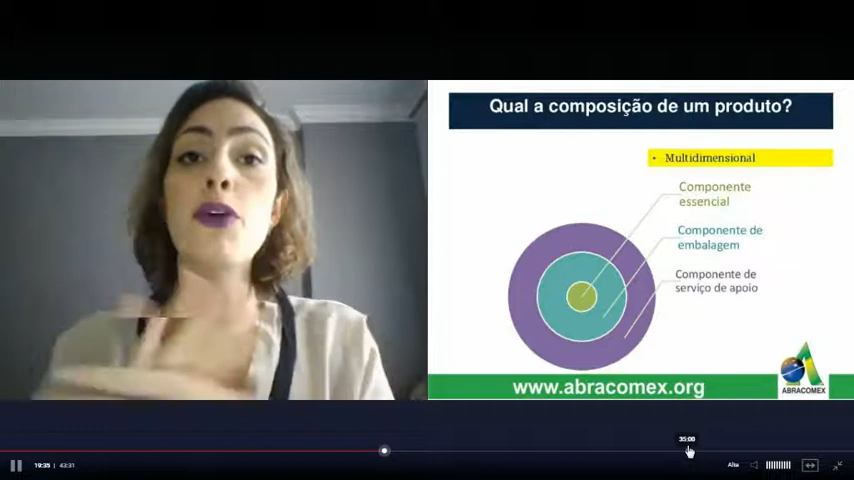 Qual a composição de um produto?
• Multidimensional
Componente
essencial
Componente de
embalagem
Componente de
serviço de apoio
www.abracomex.org
ABRACOMEX
35:08
19:35 | 43:31
Alta